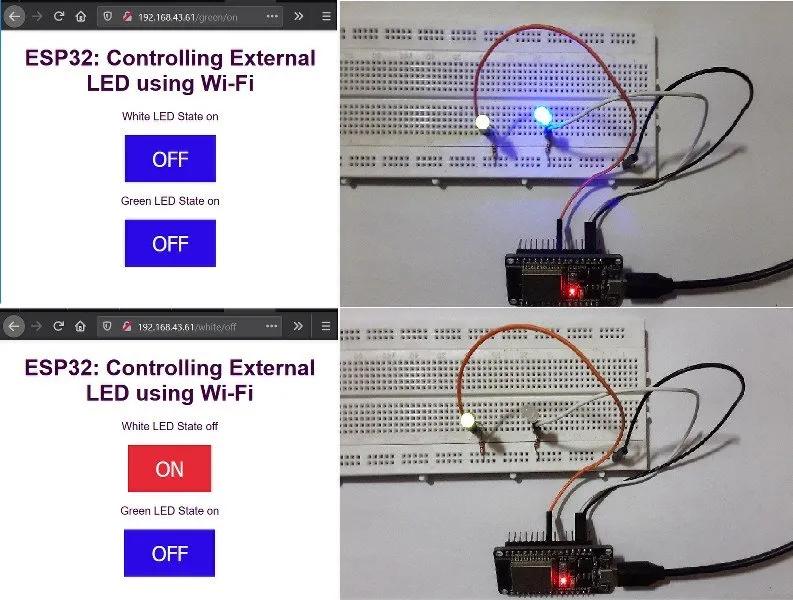 192.168.43.61/green/on
ESP32: Controlling External
LED using Wi-Fi
White LED State on
OFF
Green LED State on
OFF
192.168.43.61/white/off
ESP32: Controlling External
LED using Wi-Fi
White LED State off
ON
Green LED State on
OFF